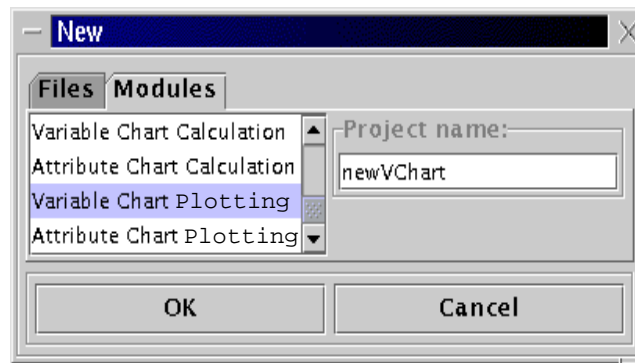 New
Files Modules
Variable Chart Calculation
Attribute Chart Calculation
Variable Chart Plotting
Attribute Chart Plotting
Project name:
newVChart
OK Cancel